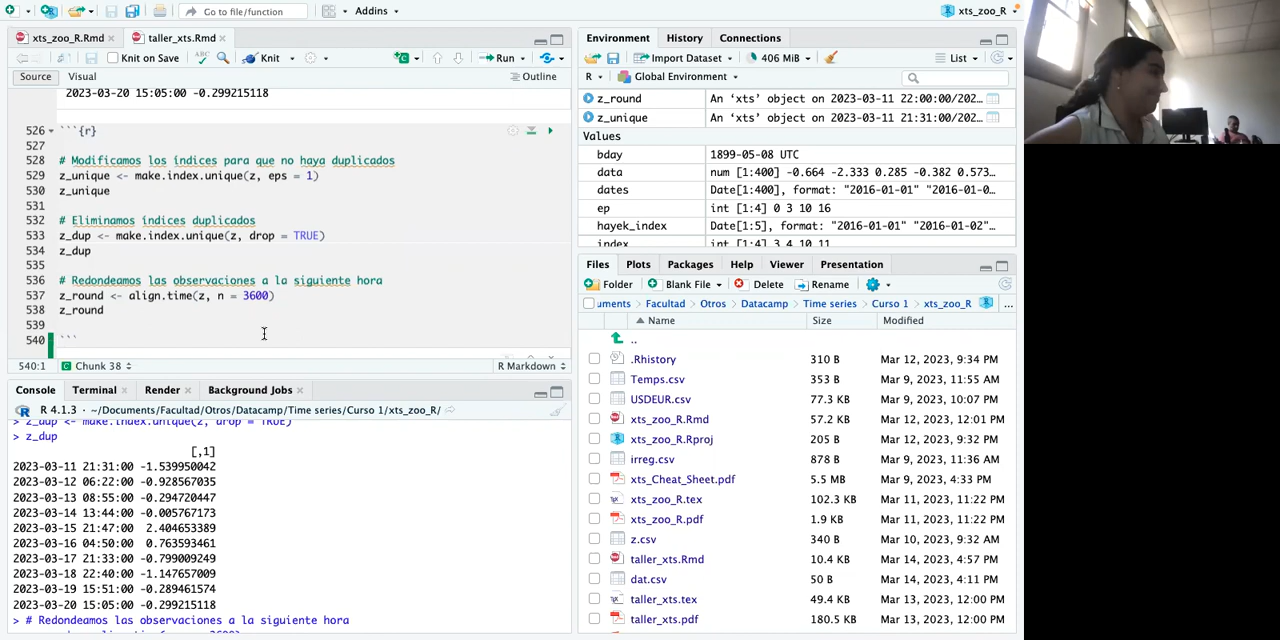 Go to file/function
Addins
xts_zoo_R
xts_zoo_R.Rmd
taller_xts.Rmd
Knit on Save
ABC
Knit
Run
Source
Visual
Outline
2023-03-20 15:05:00 -0.299215118
526 ```{r}
527
528 # Modificamos los índices para que no haya duplicados
529 z_unique <- make.index.unique(z, eps = 1)
530 z_unique
531
532 # Eliminamos índices duplicados
533 z_dup <- make.index.unique(z, drop = TRUE)
534 z_dup
535
536 # Redondeamos las observaciones a la siguiente hora
537 z_round <- align.time(z, n = 3600)
538 z_round
539
540 ```
540:1
Chunk 38
R Markdown
Console
Terminal
Render
Background Jobs
R 4.1.3 · ~/Documents/Facultad/Otros/Datacamp/Time series/Curso 1/xts_zoo_R/
> z_dup <- make.index.unique(z, drop = TRUE)
> z_dup
[,1]
2023-03-11 21:31:00 -1.539950042
2023-03-12 06:22:00 -0.928567035
2023-03-13 08:55:00 -0.294720447
2023-03-14 13:44:00 -0.005767173
2023-03-15 21:47:00 2.404653389
2023-03-16 04:50:00 0.763593461
2023-03-17 21:33:00 -0.799009249
2023-03-18 22:40:00 -1.147657009
2023-03-19 15:51:00 -0.289461574
2023-03-20 15:05:00 -0.299215118
> # Redondeamos las observaciones a la siguiente hora
Environment
History
Connections
Import Dataset
406 MiB
List
R
Global Environment
z_round An ‘xts’ object on 2023-03-11 22:00:00/202…
z_unique An ‘xts’ object on 2023-03-11 21:31:00/202…
Values
bday 1899-05-08 UTC
data num [1:400] -0.664 -2.333 0.285 -0.382 0.573…
dates Date[1:400], format: "2016-01-01" "2016-01-0…
ep int [1:4] 0 3 10 16
hayek_index Date[1:5], format: "2016-01-01" "2016-01-02"…
index int [1:4] 3 4 10 11
Files
Plots
Packages
Help
Viewer
Presentation
Folder
Blank File
Delete
Rename
uments
Facultad
Otros
Datacamp
Time series
Curso 1
xts_zoo_R
...
Name Size Modified
..
.Rhistory 310 B Mar 12, 2023, 9:34 PM
Temps.csv 353 B Mar 9, 2023, 11:55 AM
USDEUR.csv 77.3 KB Mar 9, 2023, 10:07 PM
xts_zoo_R.Rmd 57.2 KB Mar 12, 2023, 12:01 PM
xts_zoo_R.Rproj 205 B Mar 12, 2023, 9:32 PM
irreg.csv 878 B Mar 9, 2023, 11:36 AM
xts_Cheat_Sheet.pdf 5.5 MB Mar 9, 2023, 4:33 PM
xts_zoo_R.tex 102.3 KB Mar 11, 2023, 11:22 PM
xts_zoo_R.pdf 1.9 KB Mar 11, 2023, 11:22 PM
z.csv 340 B Mar 10, 2023, 9:32 AM
taller_xts.Rmd 10.4 KB Mar 14, 2023, 4:57 PM
dat.csv 50 B Mar 14, 2023, 4:11 PM
taller_xts.tex 49.4 KB Mar 13, 2023, 12:00 PM
taller_xts.pdf 180.5 KB Mar 13, 2023, 12:00 PM